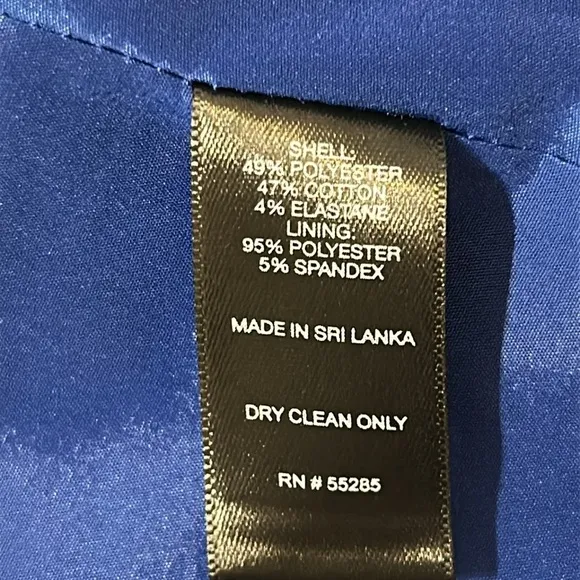 SHELL:
49% POLYESTER
47% COTTON
4% ELASTANE
LINING:
95% POLYESTER
5% SPANDEX
MADE IN SRI LANKA
DRY CLEAN ONLY
RN # 55285